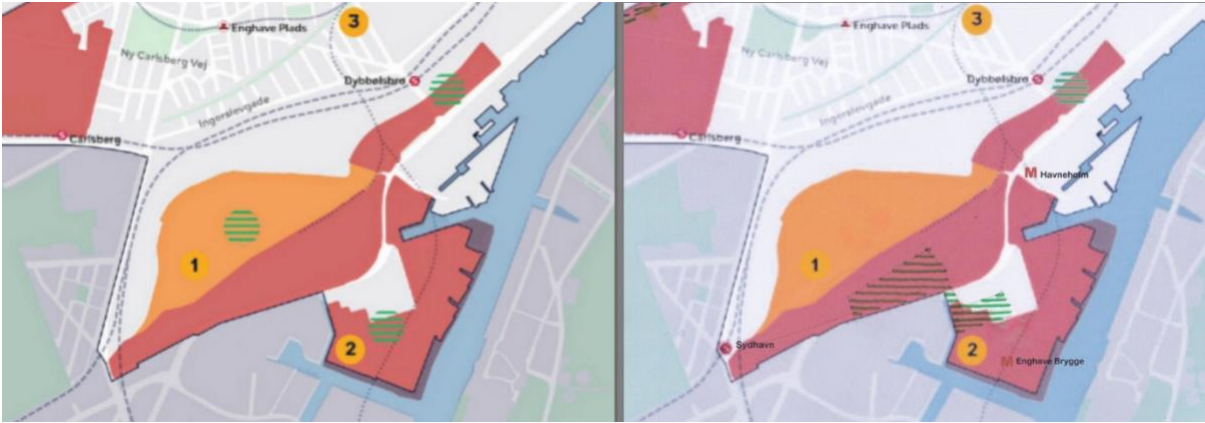 3
Enghave Plads
Ny Carlsberg Vej
Dybbølsbro
Ingerslevsgade
Carlsberg
1
2
3
Enghave Plads
Ny Carlsberg Vej
Dybbølsbro
Ingerslevsgade
Carlsberg
M Havneholm
1
Sydhavn
2
M Enghave Brygge